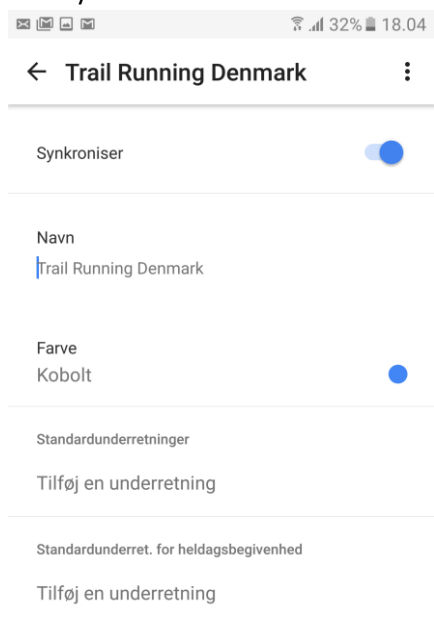 32% 18.04
Trail Running Denmark
Synkroniser
Navn
Trail Running Denmark
Farve
Kobolt
Standardunderretninger
Tilføj en underretning
Standardunderret. for heldagsbegivenhed
Tilføj en underretning